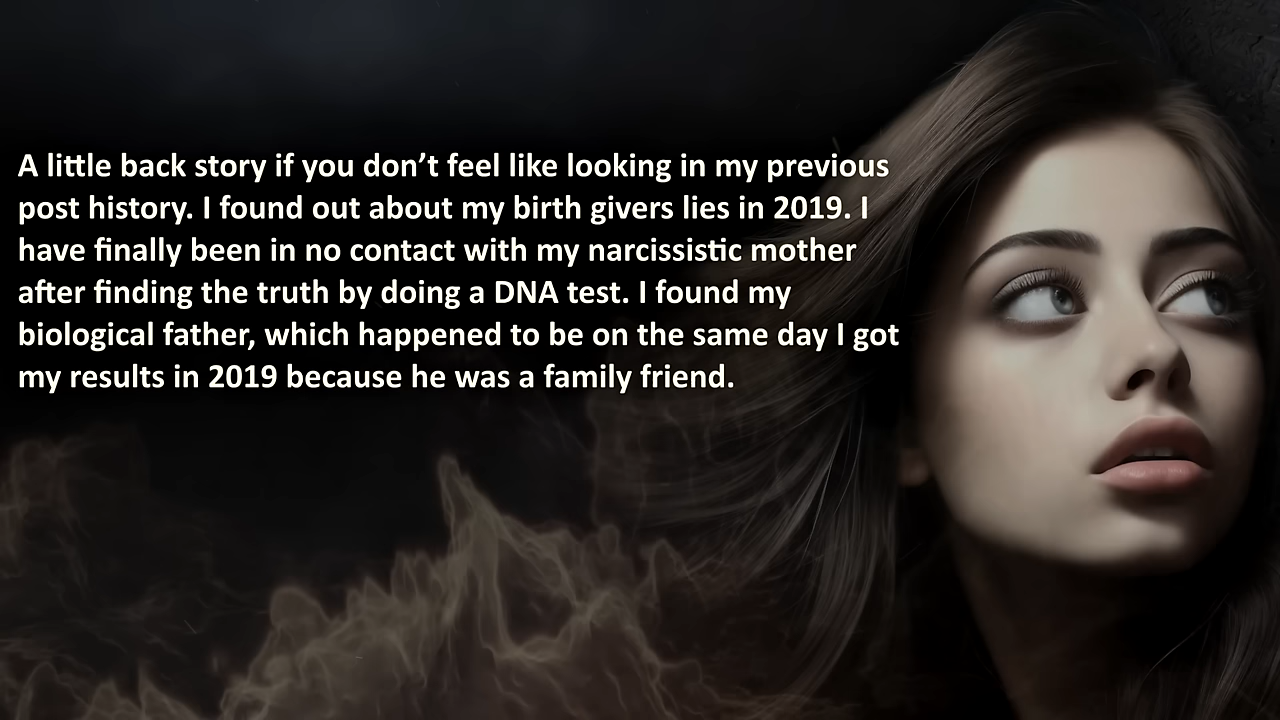 A little back story if you don’t feel like looking in my previous
post history. I found out about my birth givers lies in 2019. I
have finally been in no contact with my narcissistic mother
after finding the truth by doing a DNA test. I found my
biological father, which happened to be on the same day I got
my results in 2019 because he was a family friend.